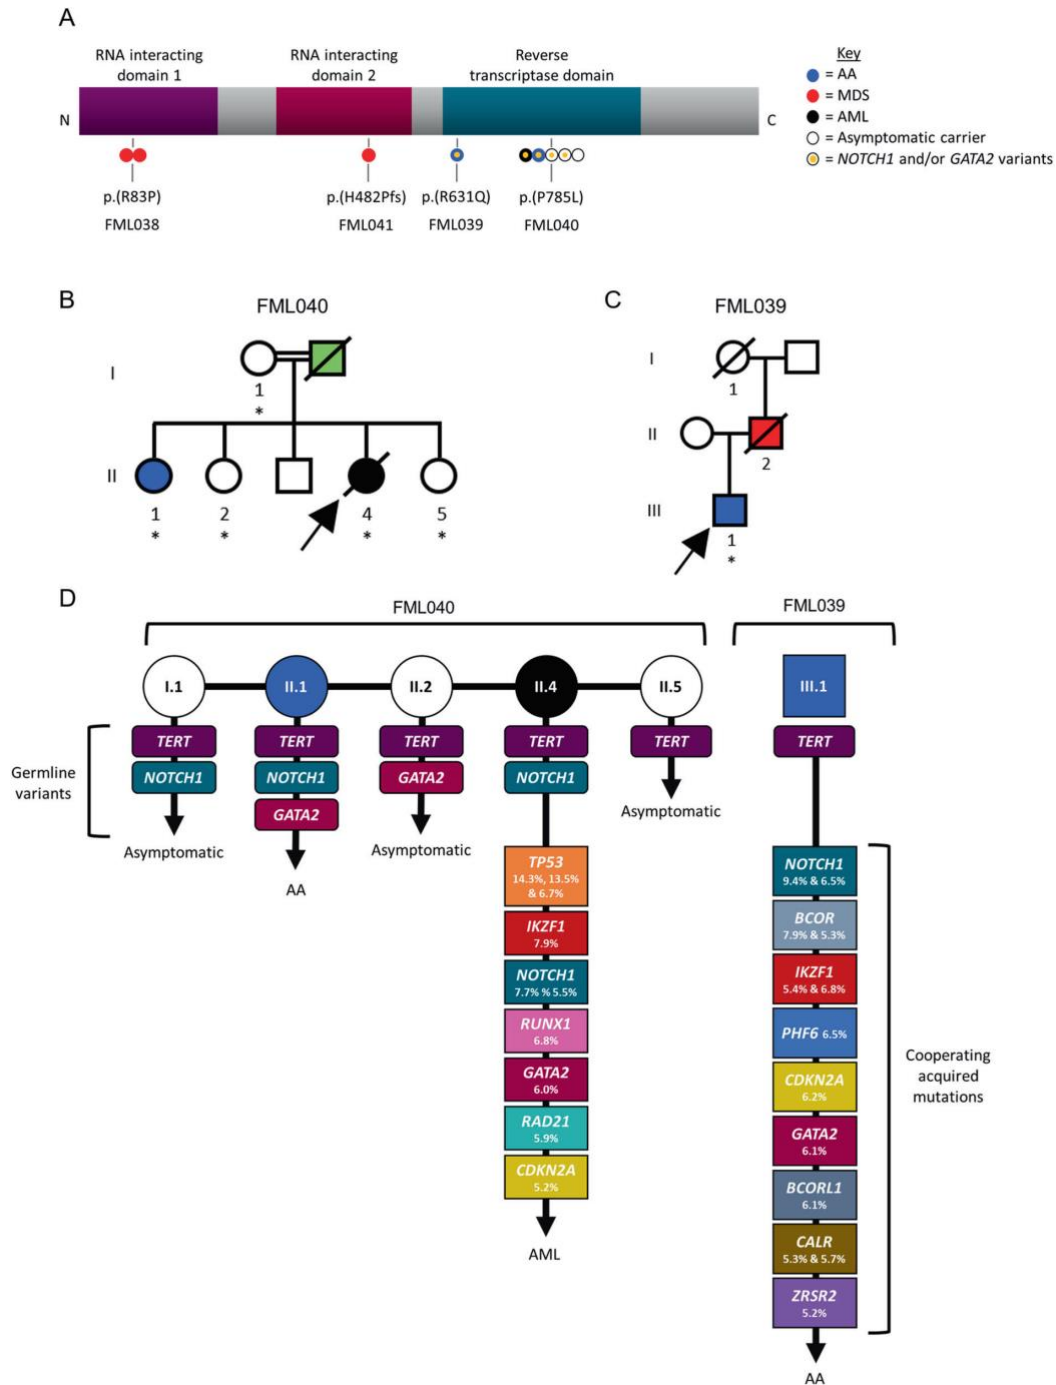 A
RNA interacting
domain 1
RNA interacting
domain 2
Reverse
transcriptase domain
N
C
p.(R83P)
p.(H482Pfs)
p.(R631Q)
p.(P785L)
FML038
FML041
FML039
FML040
Key
= AA
= MDS
= AML
= Asymptomatic carrier
= NOTCH1 and/or GATA2 variants
B
FML040
I
1
*
II
1
*
2
*
4
*
5
*
C
FML039
I
1
II
2
III
1
*
D
FML040
FML039
I.1
II.1
II.2
II.4
II.5
III.1
Germline
variants
TERT
NOTCH1
Asymptomatic
TERT
NOTCH1
GATA2
AA
TERT
GATA2
Asymptomatic
TERT
NOTCH1
TP53
14.3%, 13.5%
& 6.7%
IKZF1
7.9%
NOTCH1
7.7% % 5.5%
RUNX1
6.8%
GATA2
6.0%
RAD21
5.9%
CDKN2A
5.2%
AML
TERT
Asymptomatic
TERT
NOTCH1
9.4% & 6.5%
BCOR
7.9% & 5.3%
IKZF1
5.4% & 6.8%
PHF6 6.5%
CDKN2A
6.2%
GATA2
6.1%
BCORL1
6.1%
CALR
5.3% & 5.7%
ZRSR2
5.2%
AA
Cooperating
acquired
mutations